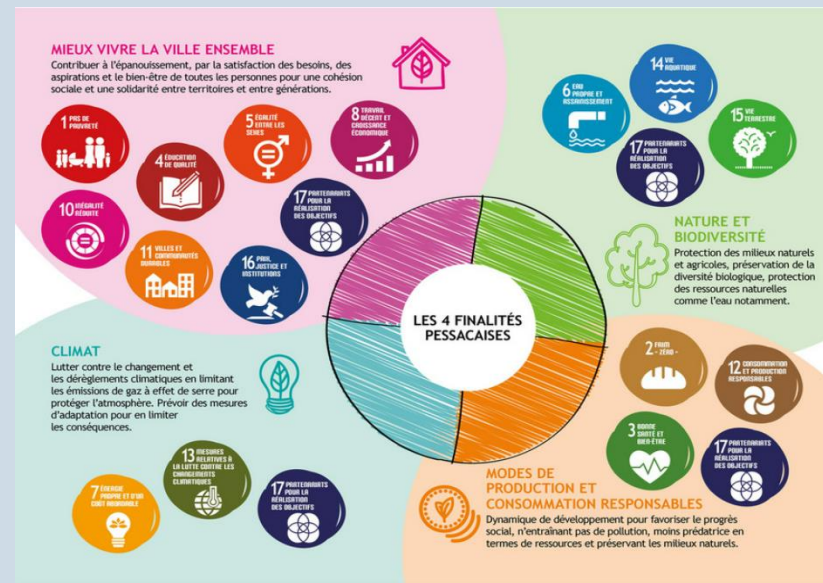 MIEUX VIVRE LA VILLE ENSEMBLE
Contribuer à l'épanouissement, par la satisfaction des besoins, des
aspirations et le bien-être de toutes les personnes pour une cohésion
sociale et une solidarité entre territoires et entre générations.
1 PAS DE
PAUVRETÉ
4 ÉDUCATION
DE QUALITÉ
5 ÉGALITÉ
ENTRE LES
SEXES
8 TRAVAIL
DÉCENT ET
CROISSANCE
ÉCONOMIQUE
10 INÉGALITÉ
RÉDUITE
11 VILLES ET
COMMUNAUTÉS
DURABLES
16 PAIX,
JUSTICE ET
INSTITUTIONS
17 PARTENARIATS
POUR LA
RÉALISATION
DES OBJECTIFS
6 EAU
PROPRE ET
ASSAINISSEMENT
14 VIE
AQUATIQUE
15 VIE
TERRESTRE
17 PARTENARIATS
POUR LA
RÉALISATION
DES OBJECTIFS
NATURE ET
BIODIVERSITÉ
Protection des milieux naturels
et agricoles, préservation de la
diversité biologique, protection
des ressources naturelles
comme l'eau notamment.
LES 4 FINALITÉS
PESSACAISES
CLIMAT
Lutter contre le changement et
les dérèglements climatiques en limitant
les émissions de gaz à effet de serre pour
protéger l'atmosphère. Prévoir des mesures
d'adaptation pour en limiter
les conséquences.
7 ÉNERGIE
PROPRE ET D'UN
COÛT ABORDABLE
13 MESURES
RELATIVES À
LA LUTTE CONTRE LES
CHANGEMENTS
CLIMATIQUES
17 PARTENARIATS
POUR LA
RÉALISATION
DES OBJECTIFS
2 FAIM
- ZÉRO -
12 CONSOMMATION
ET PRODUCTION
RESPONSABLES
3 BONNE
SANTÉ ET
BIEN-ÊTRE
17 PARTENARIATS
POUR LA
RÉALISATION
DES OBJECTIFS
MODES DE
PRODUCTION ET
CONSOMMATION RESPONSABLES
Dynamique de développement pour favoriser le progrès
social, n'entraînant pas de pollution, moins prédatrice en
termes de ressources et préservant les milieux naturels.